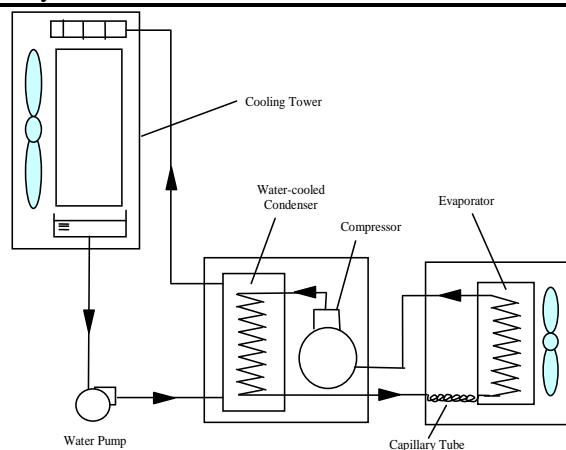 Cooling Tower
Water-cooled
Condenser
Compressor
Evaporator
Water Pump
Capillary Tube